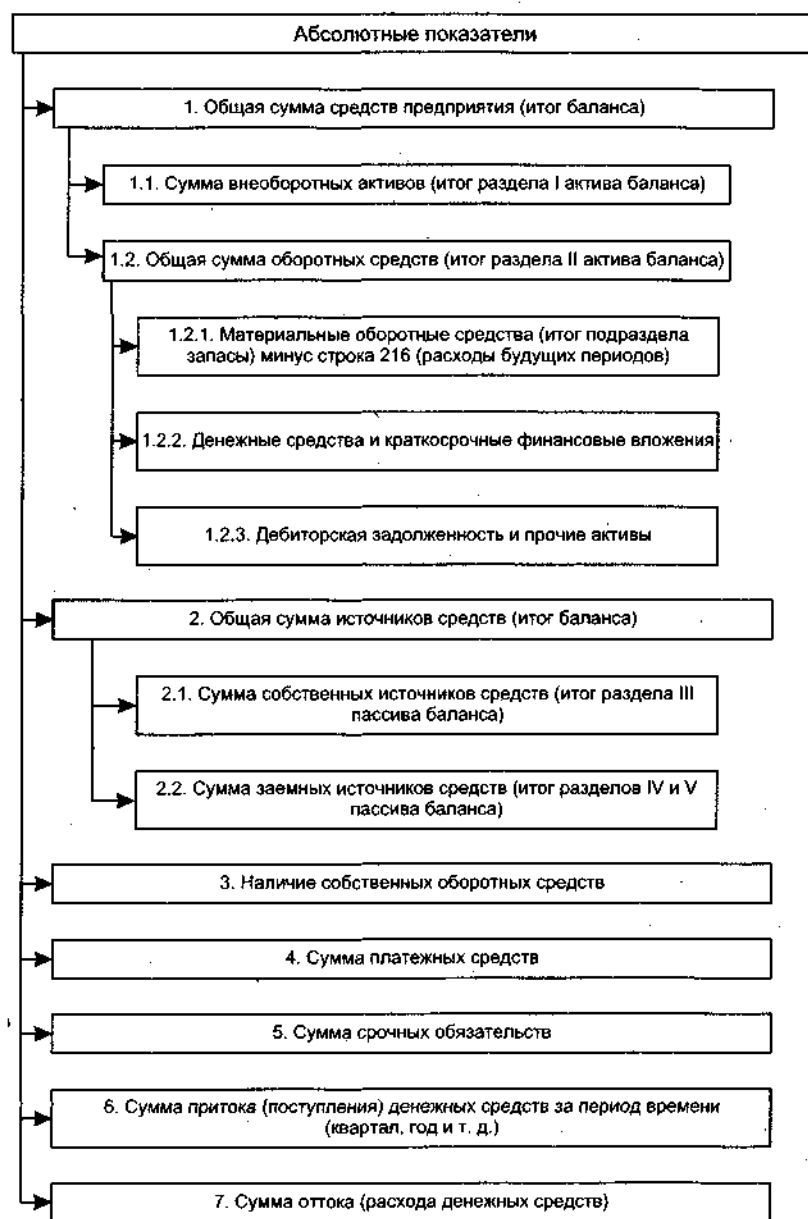 Абсолютные показатели
1. Общая сумма средств предприятия (итог баланса)
1.1. Сумма внеоборотных активов (итог раздела I актива баланса)
1.2. Общая сумма оборотных средств (итог раздела II актива баланса)
1.2.1. Материальные оборотные средства (итог подраздела
запасы) минус строка 216 (расходы будущих периодов)
1.2.2. Денежные средства и краткосрочные финансовые вложения
1.2.3. Дебиторская задолженность и прочие активы
2. Общая сумма источников средств (итог баланса)
2.1. Сумма собственных источников средств (итог раздела III
пассива баланса)
2.2. Сумма заемных источников средств (итог разделов IV и V
пассива баланса)
3. Наличие собственных оборотных средств
4. Сумма платежных средств
5. Сумма срочных обязательств
6. Сумма притока (поступления) денежных средств за период времени
(квартал, год и т. д.)
7. Сумма оттока (расхода денежных средств)